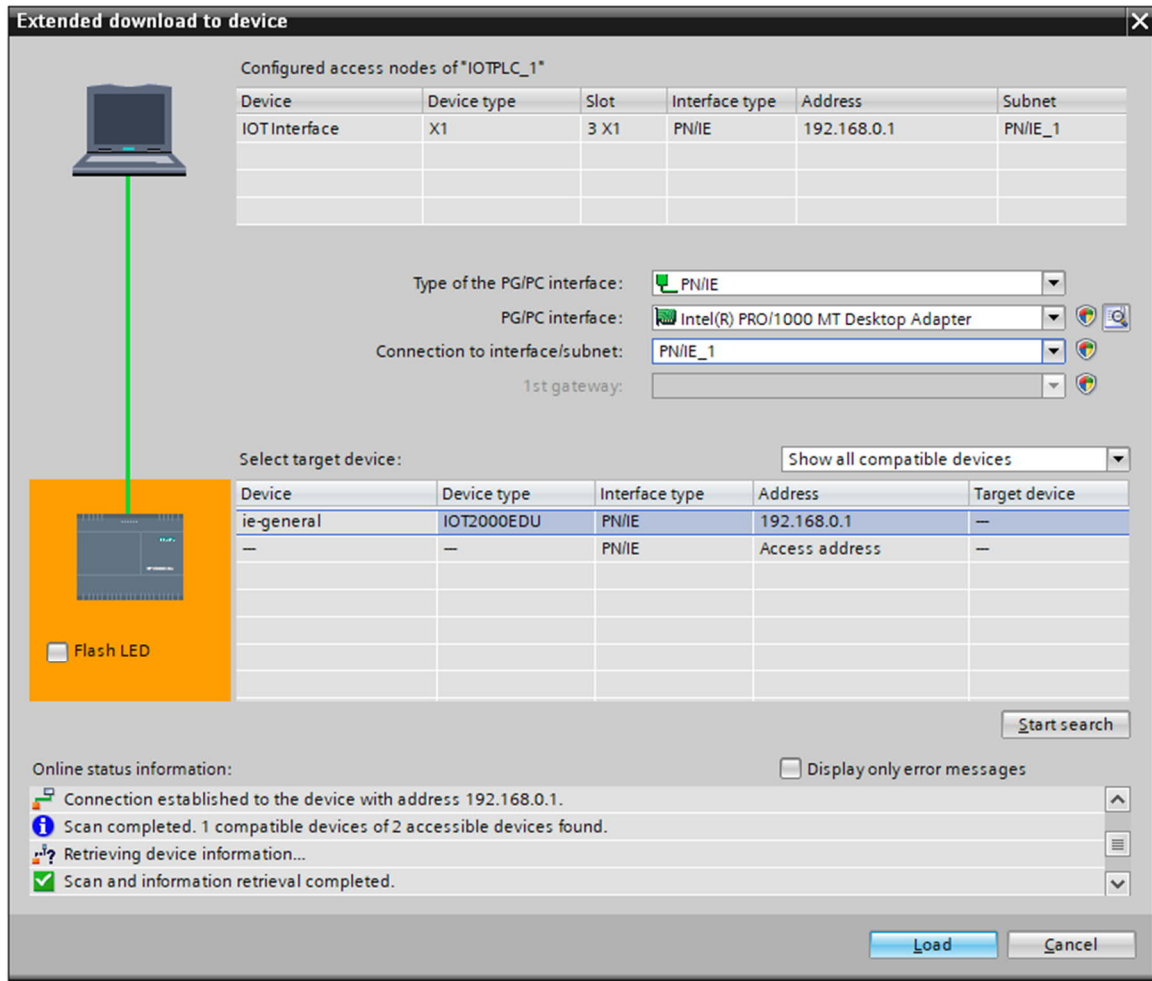 Extended download to device
Configured access nodes of "IOTPLC_1"
Device Device type Slot Interface type Address Subnet
IOT Interface X1 3 X1 PN/IE 192.168.0.1 PN/IE_1
Type of the PG/PC interface: PN/IE
PG/PC interface: Intel(R) PRO/1000 MT Desktop Adapter
Connection to interface/subnet: PN/IE_1
1st gateway:
Select target device: Show all compatible devices
Device Device type Interface type Address Target device
ie-general IOT2000EDU PN/IE 192.168.0.1 —
— — PN/IE Access address —
Flash LED
Start search
Online status information: Display only error messages
Connection established to the device with address 192.168.0.1.
Scan completed. 1 compatible devices of 2 accessible devices found.
Retrieving device information...
Scan and information retrieval completed.
Load Cancel